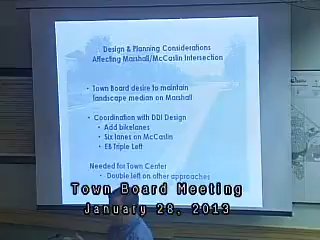 Design & Planning Considerations
Affecting Marshall/McCaslin Intersection
• Town Board desire to maintain
landscape median on Marshall
• Coordination with DDI Design
• Add bikelanes
• Six lanes on McCaslin
• EB Triple Left
Needed for Town Center
• Double left on other approaches
Town Board Meeting
January 28, 2013